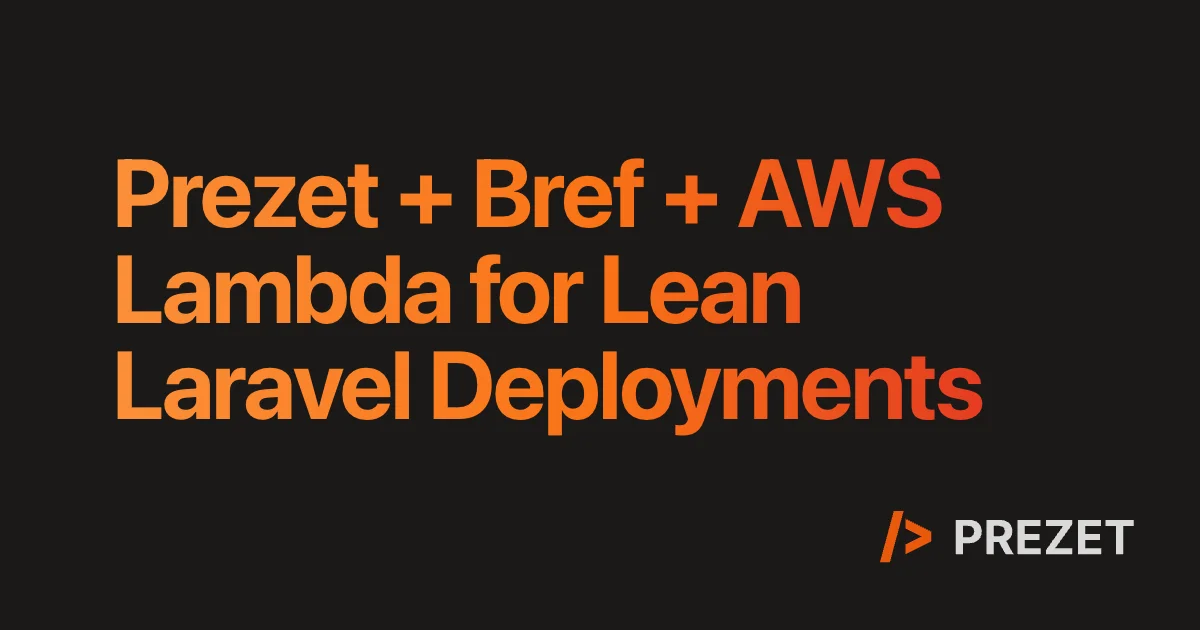 Prezet + Bref + AWS
Lambda for Lean
Laravel Deployments
/> PREZET